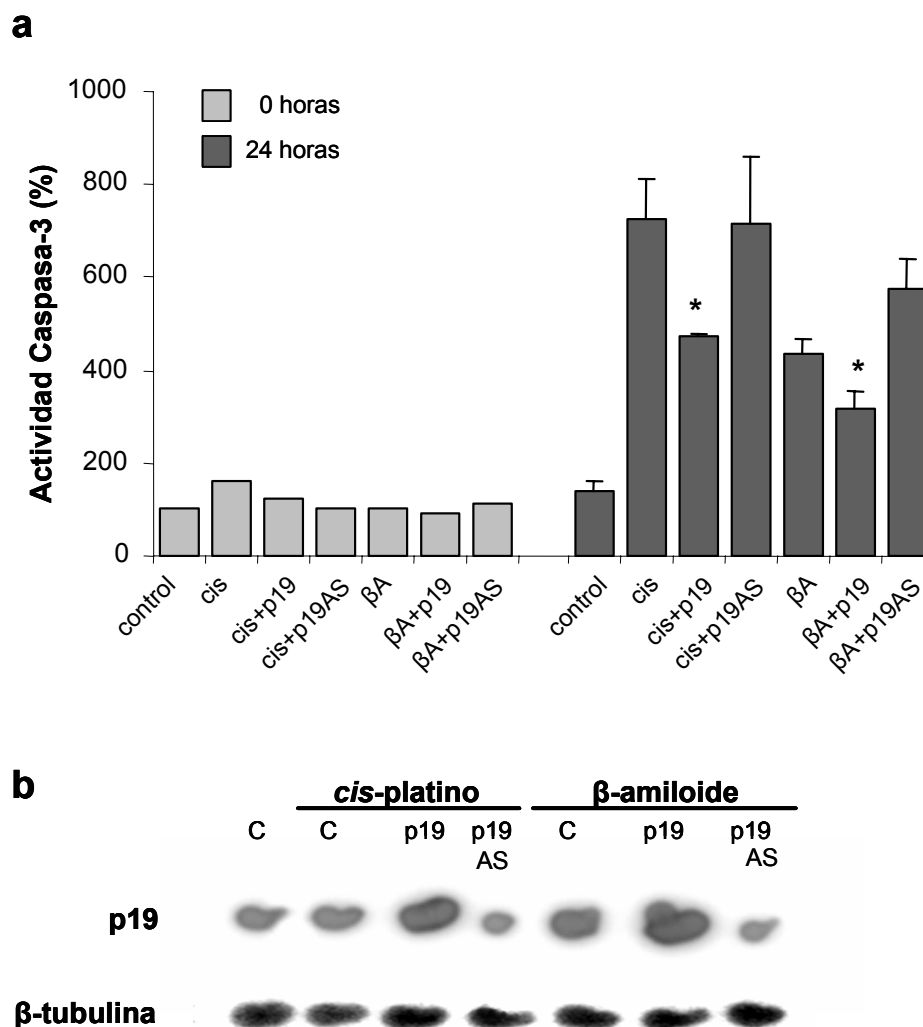 a
1000
800
600
400
200
0
Actividad Caspasa-3 (%)
0 horas
24 horas
control
cis
cis+p19
cis+p19AS
βA
βA+p19
βA+p19AS
control
cis
cis+p19
cis+p19AS
βA
βA+p19
βA+p19AS
*
*
b
cis-platino β-amiloide
C C p19 p19 C p19 p19
AS AS
p19
β-tubulina